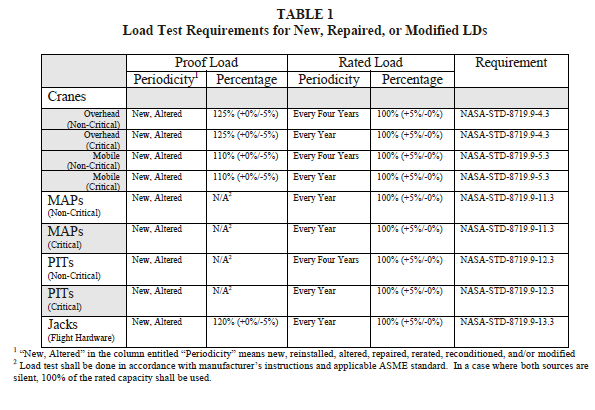 TABLE 1
Load Test Requirements for New, Repaired, or Modified LDs
Proof Load Rated Load Requirement
Periodicity1 Percentage Periodicity Percentage
Cranes
Overhead (Non-Critical) New, Altered 125% (+0%/-5%) Every Four Years 100% (+5%/-0%) NASA-STD-8719.9-4.3
Overhead (Critical) New, Altered 125% (+0%/-5%) Every Year 100% (+5%/-0%) NASA-STD-8719.9-4.3
Mobile (Non-Critical) New, Altered 110% (+0%/-5%) Every Four Years 100% (+5%/-0%) NASA-STD-8719.9-5.3
Mobile (Critical) New, Altered 110% (+0%/-5%) Every Year 100% (+5%/-0%) NASA-STD-8719.9-5.3
MAPs (Non-Critical) New, Altered N/A2 Every Year 100% (+5%/-0%) NASA-STD-8719.9-11.3
MAPs (Critical) New, Altered N/A2 Every Year 100% (+5%/-0%) NASA-STD-8719.9-11.3
PITs (Non-Critical) New, Altered N/A2 Every Four Years 100% (+5%/-0%) NASA-STD-8719.9-12.3
PITs (Critical) New, Altered N/A2 Every Year 100% (+5%/-0%) NASA-STD-8719.9-12.3
Jacks (Flight Hardware) New, Altered 120% (+0%/-5%) Every Year 100% (+5%/-0%) NASA-STD-8719.9-13.3
1 “New, Altered” in the column entitled “Periodicity” means new, reinstalled, altered, repaired, rerated, reconditioned, and/or modified
2 Load test shall be done in accordance with manufacturer’s instructions and applicable ASME standard. In a case where both sources are
silent, 100% of the rated capacity shall be used.